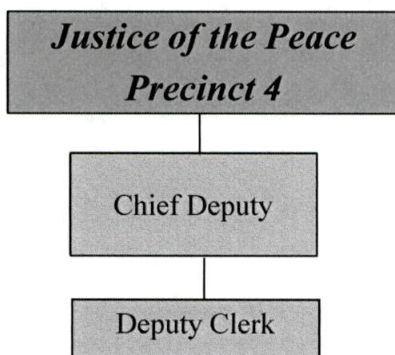 Justice of the Peace
Precinct 4
Chief Deputy
Deputy Clerk